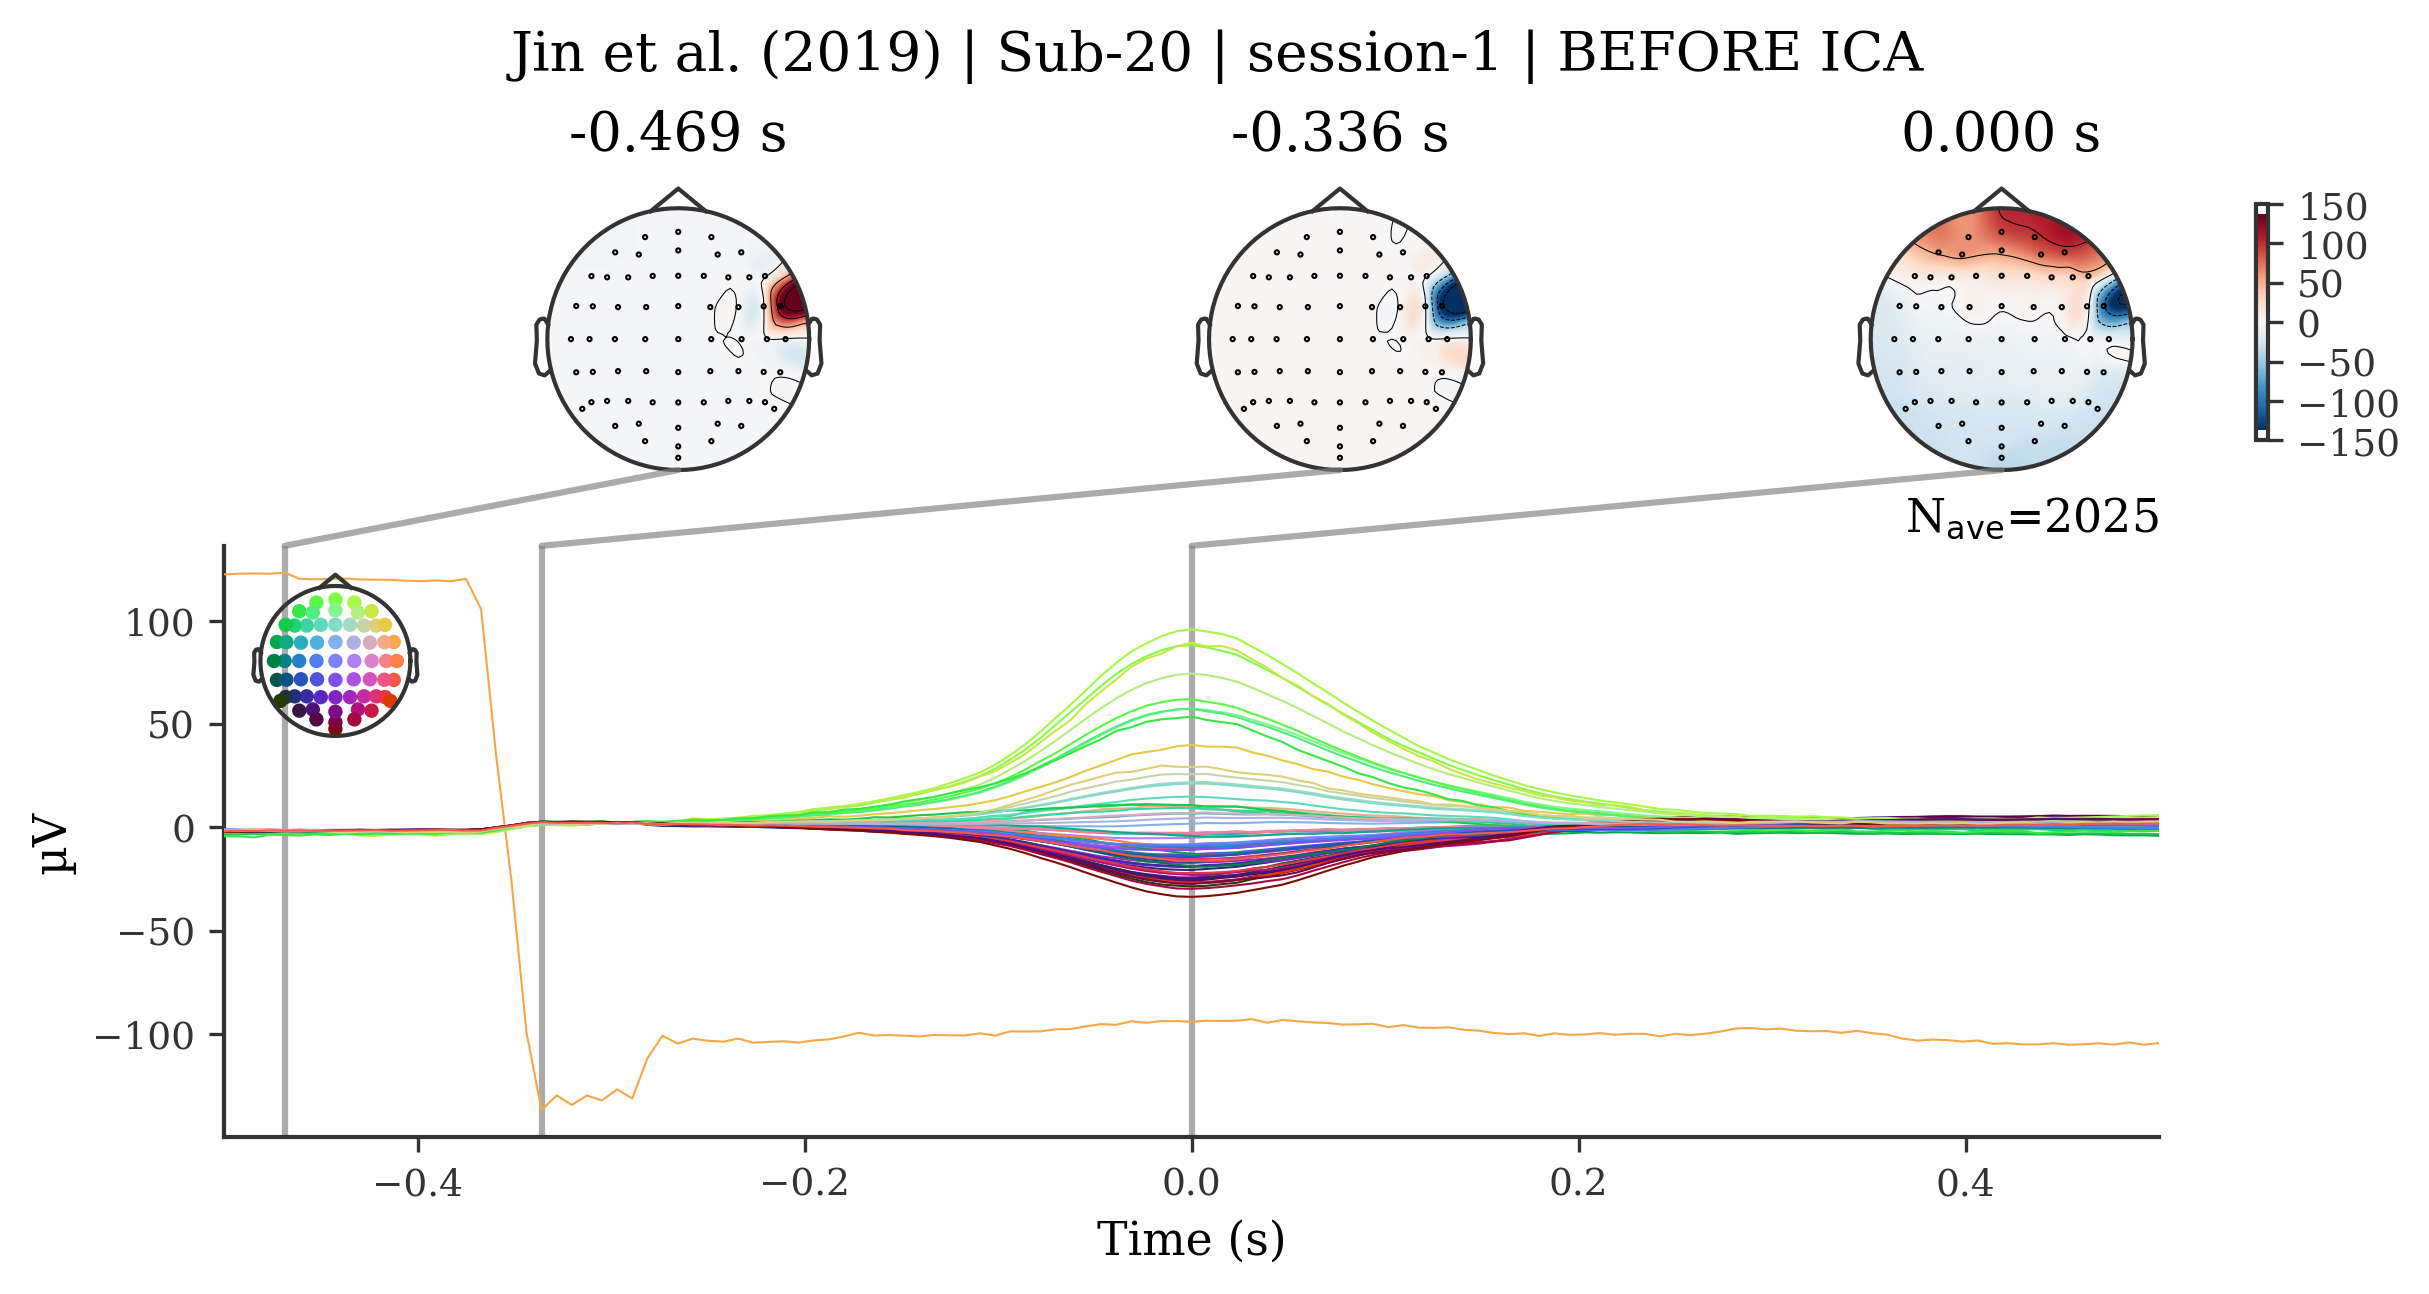 Jin et al. (2019) | Sub-20 | session-1 | BEFORE ICA
-0.469 s
-0.336 s
0.000 s
150
100
50
0
−50
−100
−150
Nave=2025
100
50
0
−50
−100
µV
−0.4
−0.2
0.0
0.2
0.4
Time (s)